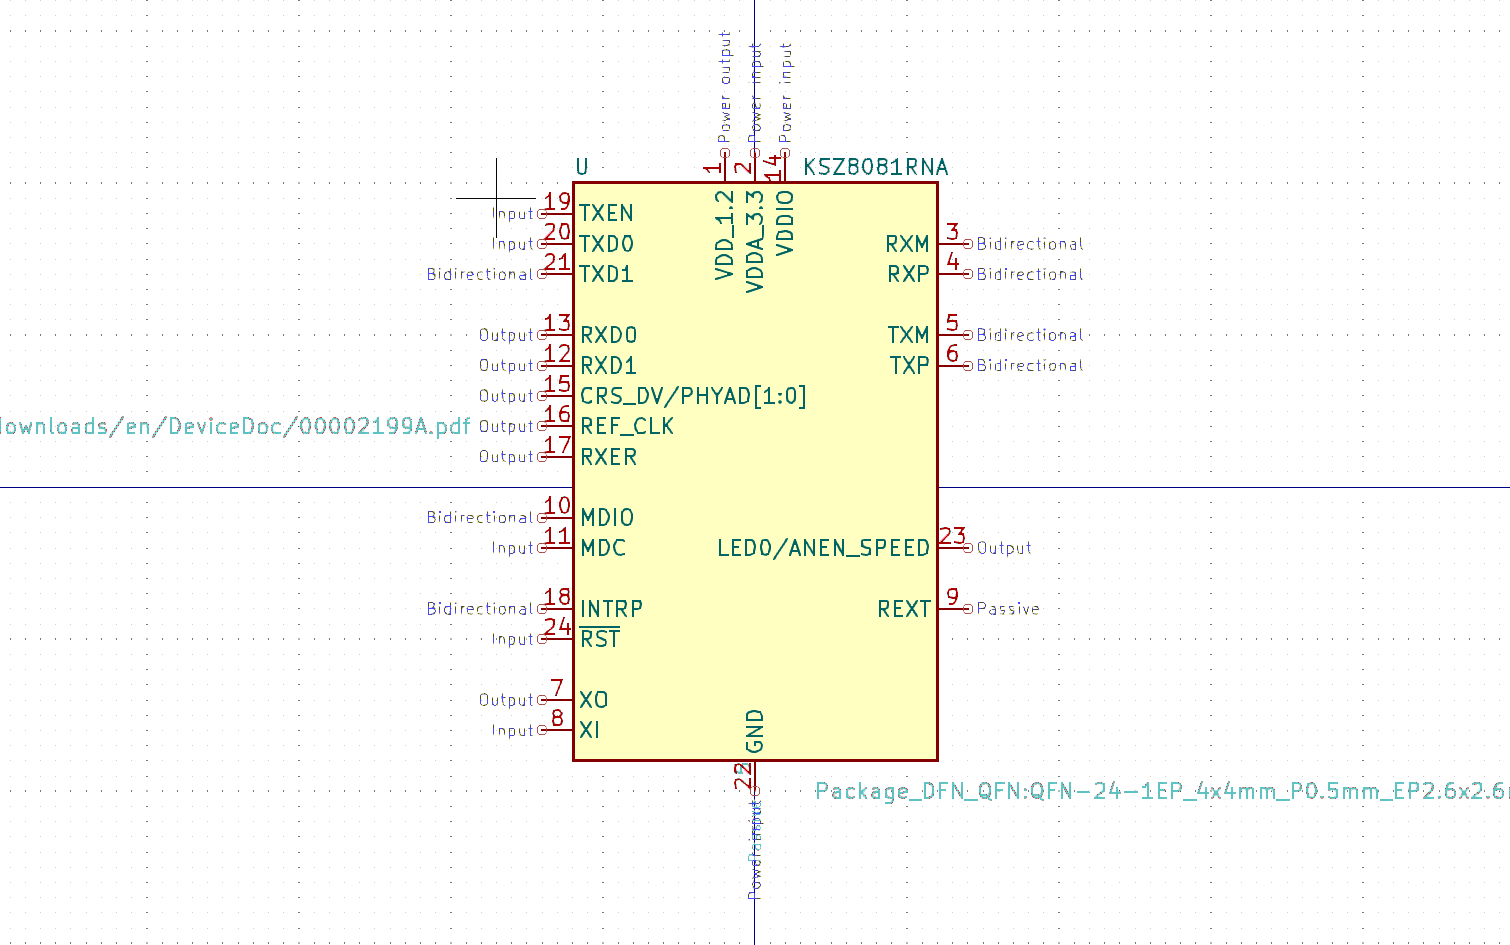 Power output
Power input
Power input
1
2
14
U
KSZ8081RNA
VDD_1.2
VDDA_3.3
VDDIO
Input 19 TXEN
Input 20 TXD0
Bidirectional 21 TXD1
RXM 3 Bidirectional
RXP 4 Bidirectional
Output 13 RXD0
Output 12 RXD1
TXM 5 Bidirectional
TXP 6 Bidirectional
Output 15 CRS_DV/PHYAD[1:0]
ownloads/en/DeviceDoc/00002199A.pdf
Output 16 REF_CLK
Output 17 RXER
Bidirectional 10 MDIO
Input 11 MDC
LED0/ANEN_SPEED 23 Output
Bidirectional 18 INTRP
Input 24 RST
REXT 9 Passive
Output 7 XO
Input 8 XI
GND
22
Power input
Package_DFN_QFN:QFN-24-1EP_4x4mm_P0.5mm_EP2.6x2.6